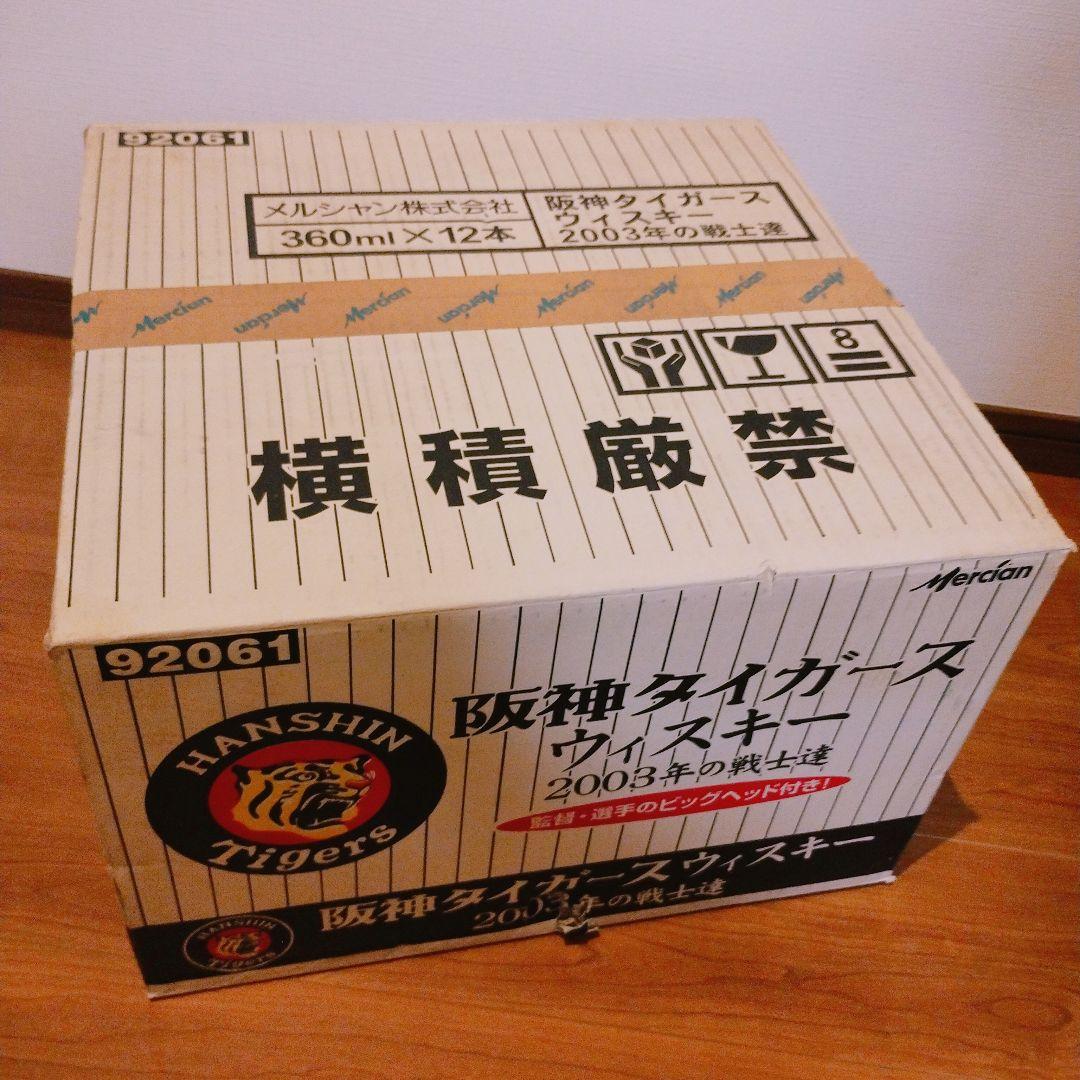 92061
メルシャン株式会社
360ml×12本
阪神タイガース
ウィスキー
2003年の戦士達
Mercian Mercian Mercian Mercian Mercian Mercian Mercian Mercian
8
横積厳禁
Mercian
92061
HANSHIN
Tigers
阪神タイガース
ウィスキー
2003年の戦士達
監督・選手のビッグヘッド付き!
HANSHIN
Tigers
阪神タイガースウィスキー
2003年の戦士達